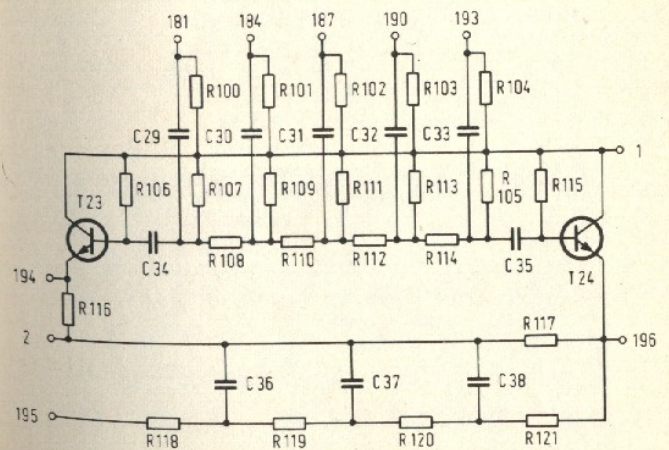 181 184 187 190 193
R100 R101 R102 R103 R104
C29 C30 C31 C32 C33
1
T23 R106 R107 R109 R111 R113 R
105 R115
C34 R108 R110 R112 R114 C35
T24
194
R116
2 R117 196
C36 C37 C38
195
R118 R119 R120 R121